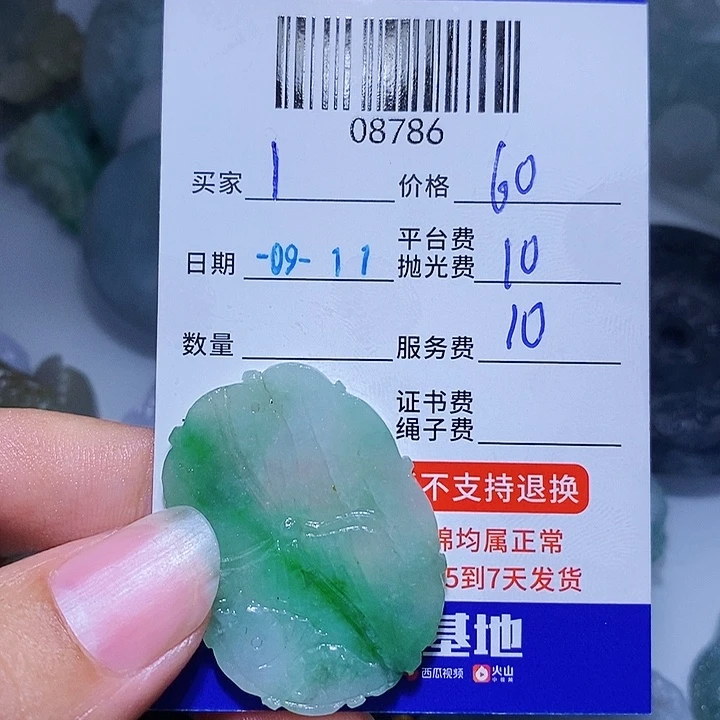 08786
买家 1 价格 60
日期 -09- 11 平台费
抛光费 10
数量 服务费 10
证书费
绳子费
不支持退换
棉均属正常
5到7天发货
基地
西瓜视频 火山